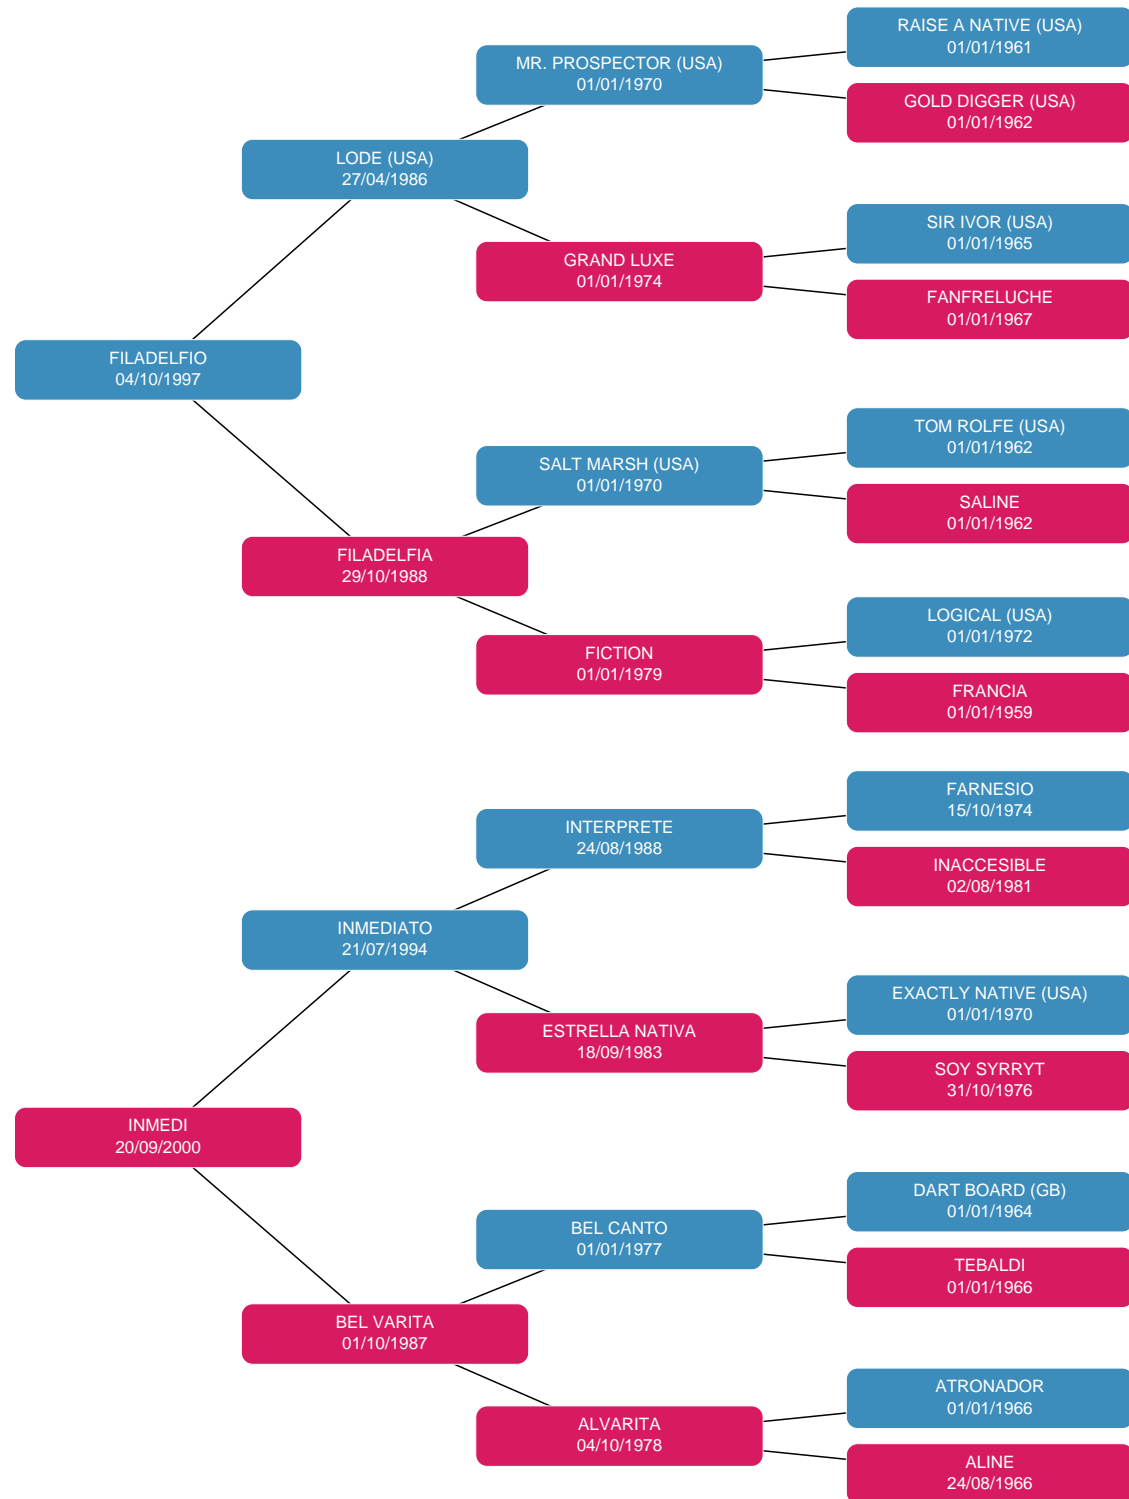 RAISE A NATIVE (USA)
01/01/1961
MR. PROSPECTOR (USA)
01/01/1970
GOLD DIGGER (USA)
01/01/1962
LODE (USA)
27/04/1986
SIR IVOR (USA)
01/01/1965
GRAND LUXE
01/01/1974
FANFRELUCHE
01/01/1967
FILADELFIO
04/10/1997
TOM ROLFE (USA)
01/01/1962
SALT MARSH (USA)
01/01/1970
SALINE
01/01/1962
FILADELFIA
29/10/1988
LOGICAL (USA)
01/01/1972
FICTION
01/01/1979
FRANCIA
01/01/1959
FARNESIO
15/10/1974
INTERPRETE
24/08/1988
INACCESIBLE
02/08/1981
INMEDIATO
21/07/1994
EXACTLY NATIVE (USA)
01/01/1970
ESTRELLA NATIVA
18/09/1983
SOY SYRRYT
31/10/1976
INMEDI
20/09/2000
DART BOARD (GB)
01/01/1964
BEL CANTO
01/01/1977
TEBALDI
01/01/1966
BEL VARITA
01/10/1987
ATRONADOR
01/01/1966
ALVARITA
04/10/1978
ALINE
24/08/1966